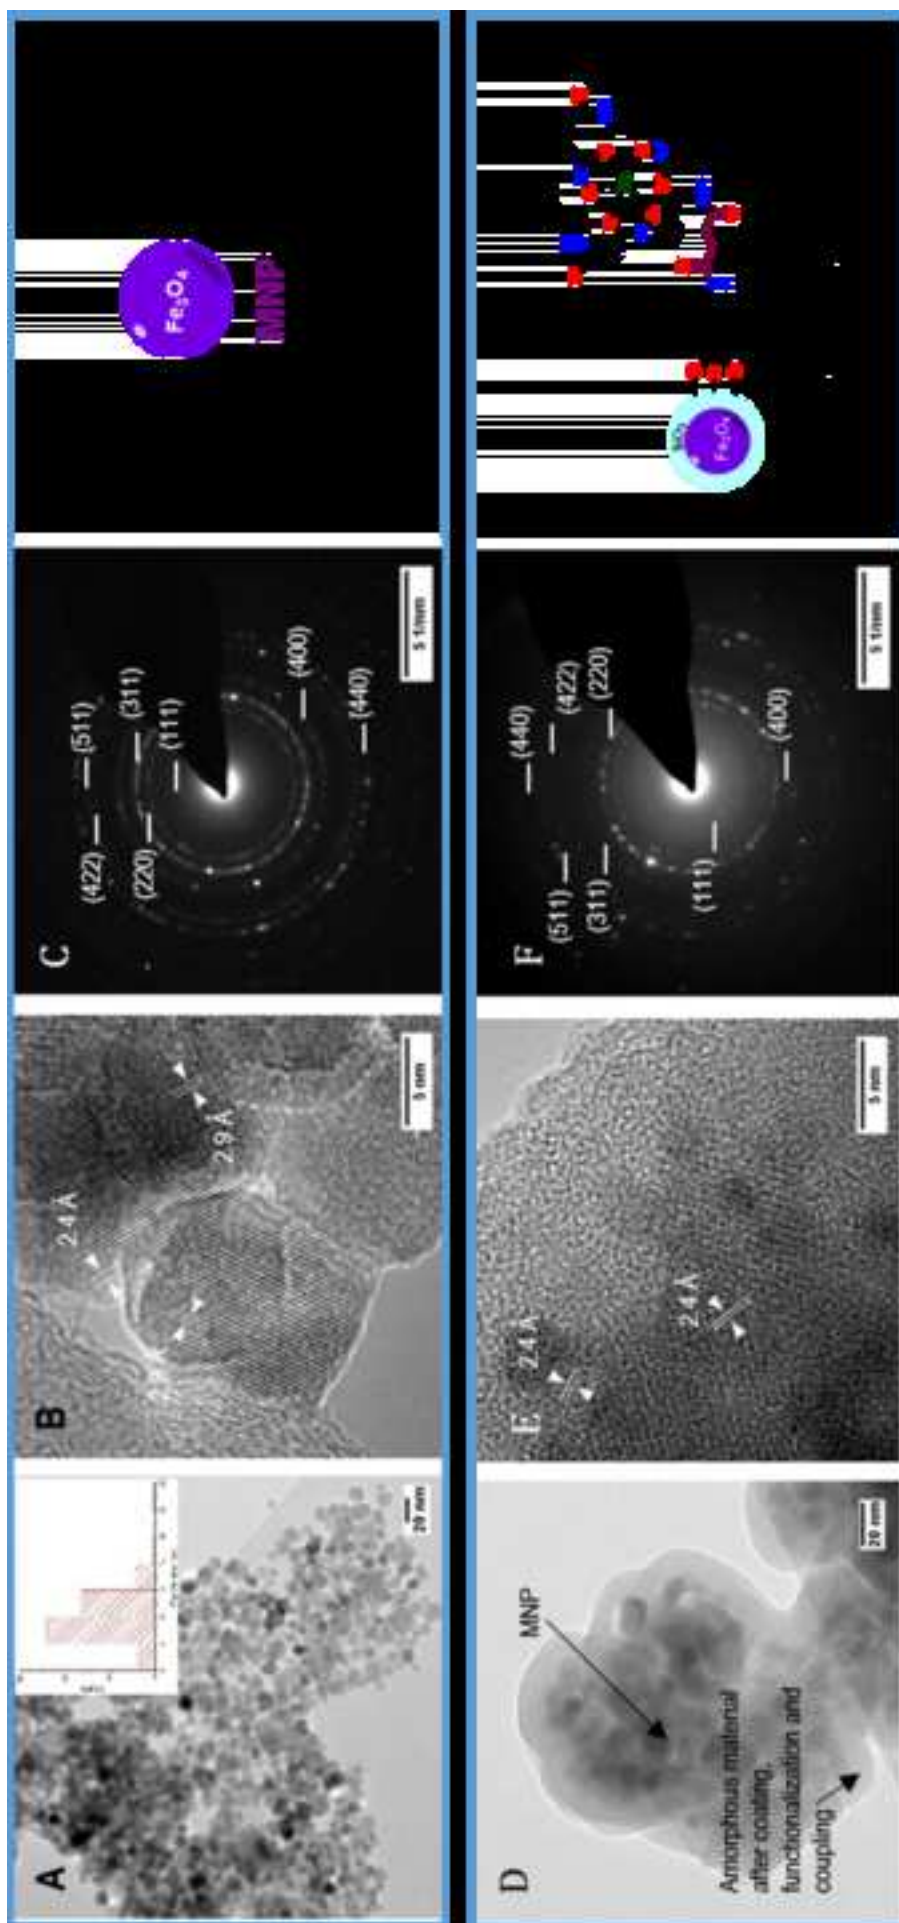 A
20 nm
B
2.4 Å
2.9 Å
5 nm
C
(422)
(511)
(220)
(311)
(111)
(400)
(440)
5 1/nm
Fe₃O₄
MNP
D
MNP
Amorphous material
after coating,
functionalization and
coupling
20 nm
E
2.4 Å
2.4 Å
5 nm
F
(440)
(511)
(422)
(311)
(220)
(111)
(400)
5 1/nm
SiO₂
Fe₃O₄